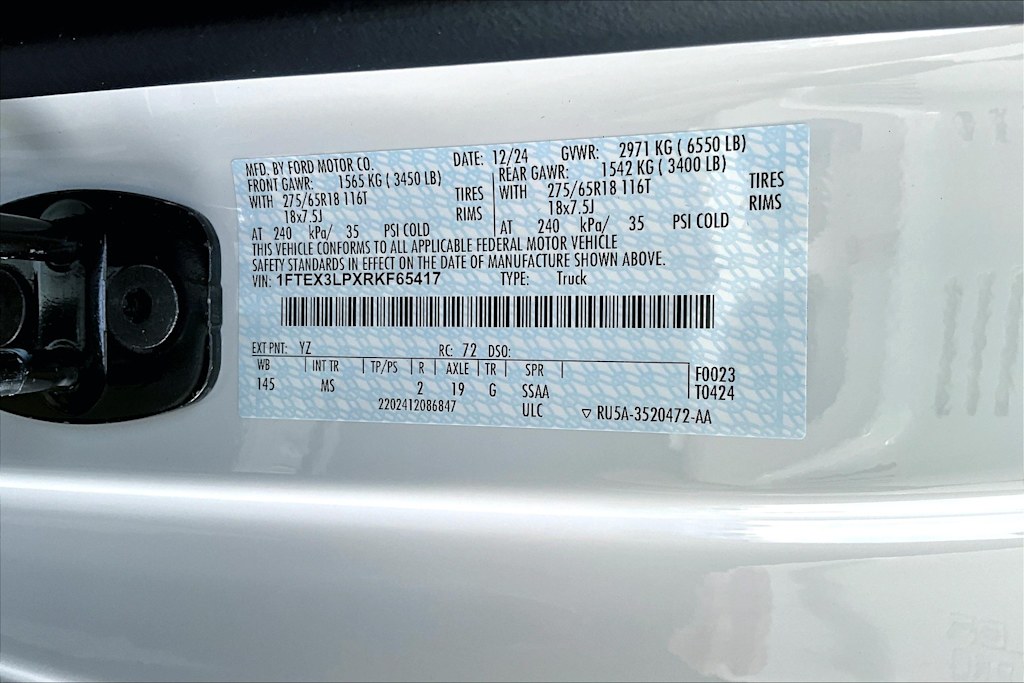 MFD. BY FORD MOTOR CO. DATE: 12/24 GVWR: 2971 KG ( 6550 LB)
FRONT GAWR: 1565 KG ( 3450 LB) REAR GAWR: 1542 KG ( 3400 LB)
WITH 275/65R18 116T TIRES WITH 275/65R18 116T TIRES
18x7.5J RIMS 18x7.5J RIMS
AT 240 kPa/ 35 PSI COLD AT 240 kPa/ 35 PSI COLD
THIS VEHICLE CONFORMS TO ALL APPLICABLE FEDERAL MOTOR VEHICLE
SAFETY STANDARDS IN EFFECT ON THE DATE OF MANUFACTURE SHOWN ABOVE.
VIN: 1FTEX3LPXRKF65417 TYPE: Truck
EXT PNT: YZ RC: 72 DSO:
WB INT TR TP/PS R AXLE TR SPR F0023
145 MS 2 19 G SSAA T0424
2202412086847 ULC ▽ RU5A-3520472-AA